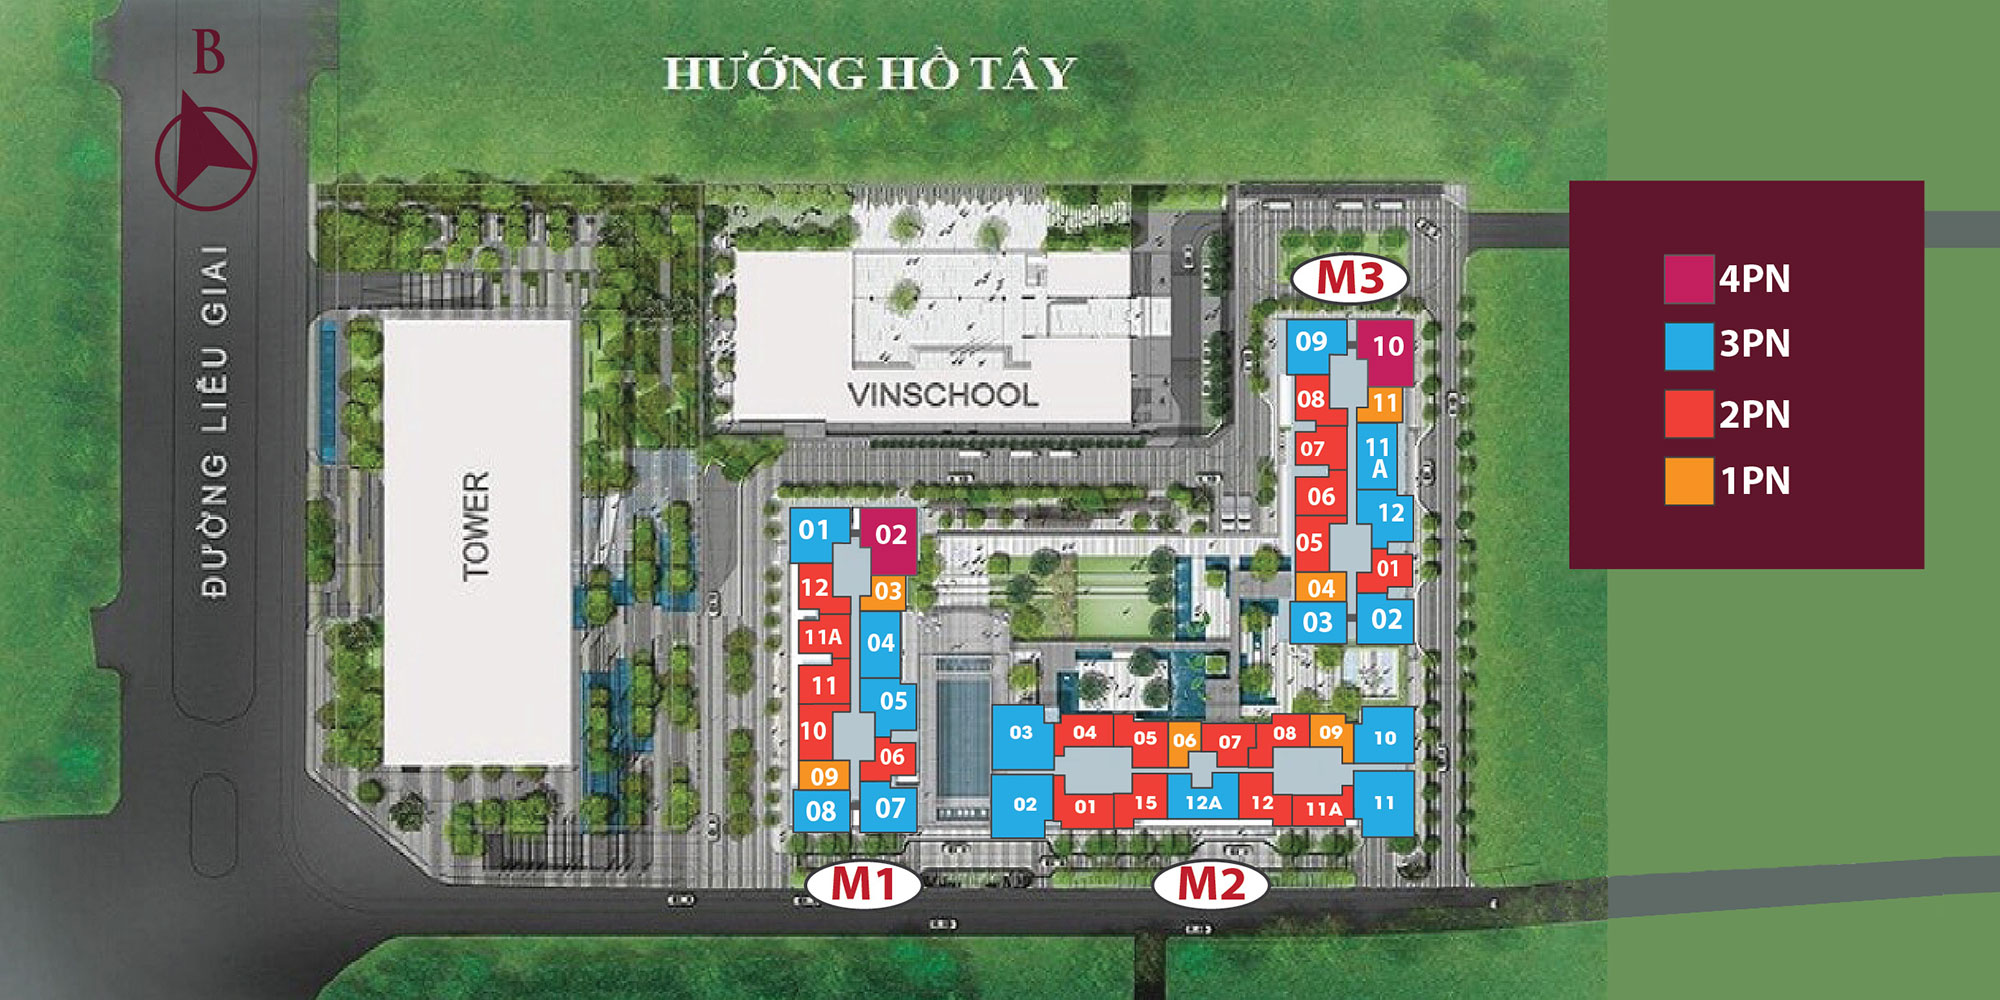 B
HƯỚNG HỒ TÂY
ĐƯỜNG LIỄU GIAI
TOWER
VINSCHOOL
M3
4PN
3PN
2PN
1PN
09
10
08
11
07
11
A
06
12
05
01
04
03
02
01
02
12
03
11A
04
11
05
10
06
09
08
07
03
04
05
06
07
08
09
10
02
01
15
12A
12
11A
11
M1
M2